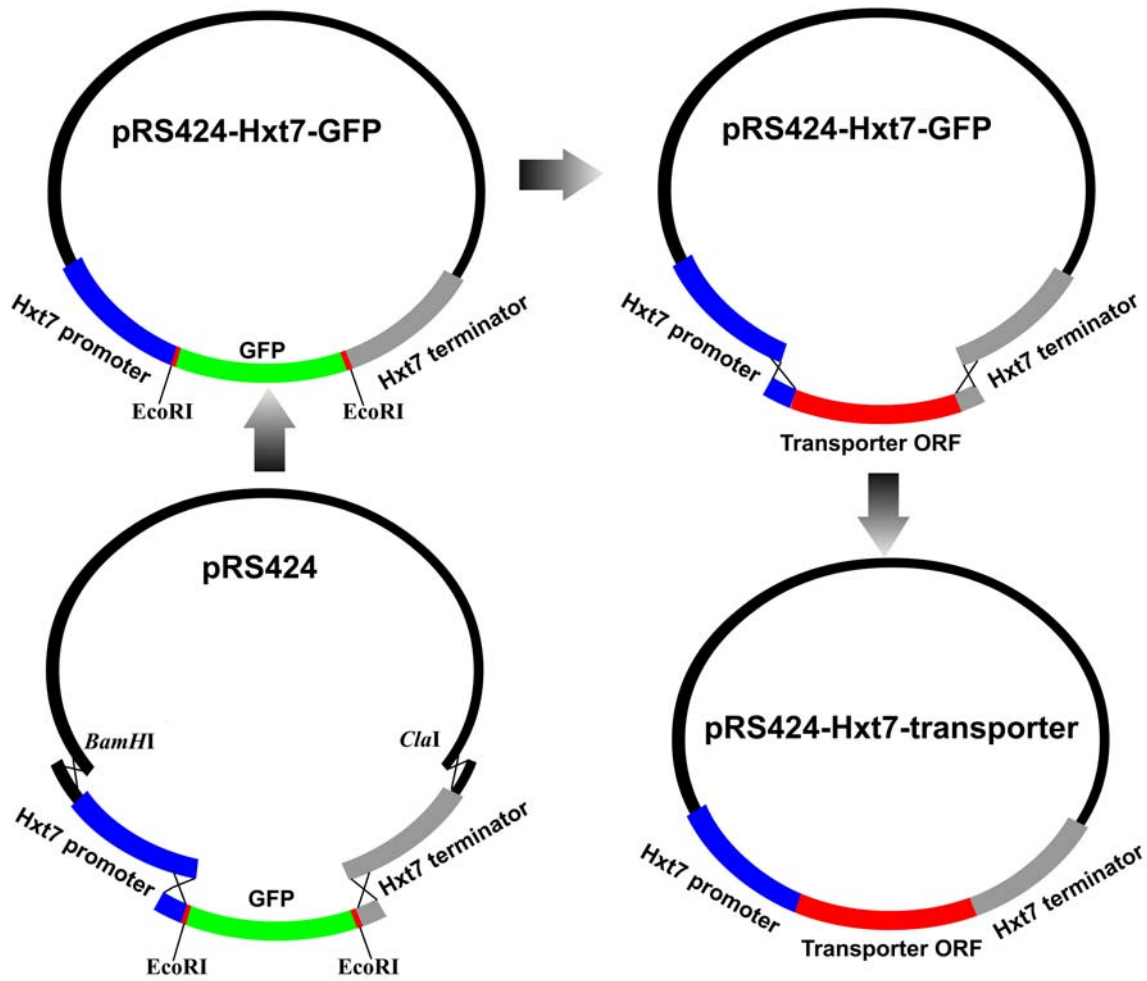 pRS424-Hxt7-GFP
Hxt7 promoter
GFP
Hxt7 terminator
EcoRI
EcoRI
pRS424-Hxt7-GFP
Hxt7 promoter
Hxt7 terminator
Transporter ORF
pRS424
BamHI
ClaI
Hxt7 promoter
GFP
Hxt7 terminator
EcoRI
EcoRI
pRS424-Hxt7-transporter
Hxt7 promoter
Hxt7 terminator
Transporter ORF